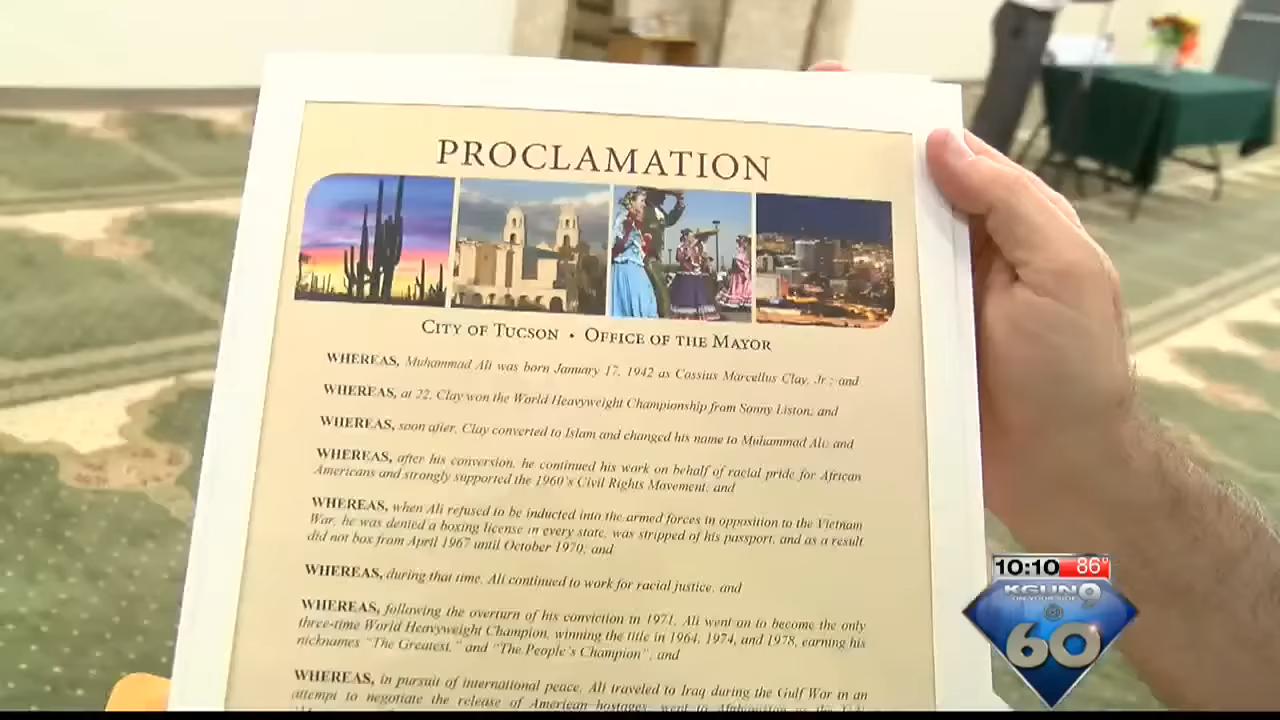 PROCLAMATION
CITY OF TUCSON • OFFICE OF THE MAYOR
WHEREAS, Muhammad Ali was born January 17, 1942 as Cassius Marcellus Clay, Jr.; and
WHEREAS, at 22, Clay won the World Heavyweight Championship from Sonny Liston; and
WHEREAS, soon after, Clay converted to Islam and changed his name to Muhammad Ali; and
WHEREAS, after his conversion, he continued his work on behalf of racial pride for African
Americans and strongly supported the 1960's Civil Rights Movement, and
WHEREAS, when Ali refused to be inducted into the armed forces in opposition to the Vietnam
War, he was denied a boxing license in every state, was stripped of his passport, and as a result
did not box from April 1967 until October 1970; and
WHEREAS, during that time, Ali continued to work for racial justice, and
WHEREAS, following the overturn of his conviction in 1971, Ali went on to become the only
three-time World Heavyweight Champion, winning the title in 1964, 1974, and 1978, earning his
nicknames "The Greatest," and "The People's Champion", and
WHEREAS, in pursuit of international peace, Ali traveled to Iraq during the Gulf War in an
attempt to negotiate the release of American hostages, went to Afghanistan as the
10:10 86°
KGUN9
ON YOUR SIDE
@
60